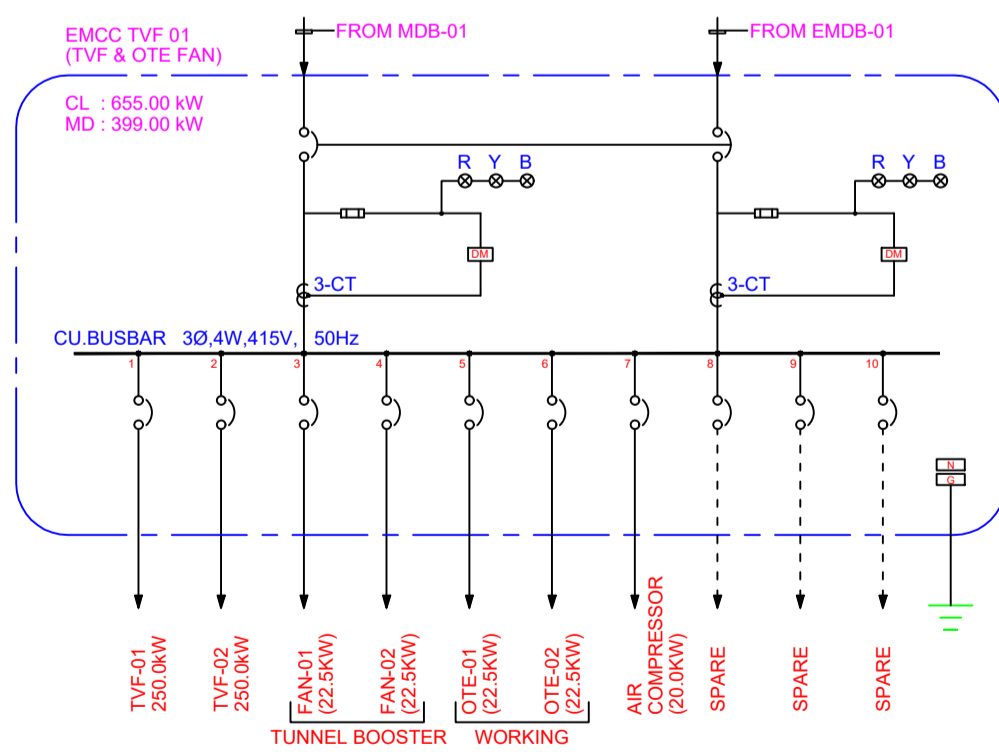 EMCC TVF 01
(TVF & OTE FAN)
FROM MDB-01
FROM EMDB-01
CL : 655.00 kW
MD : 399.00 kW
R Y B
R Y B
DM
DM
3-CT
3-CT
CU.BUSBAR 3Ø,4W,415V, 50Hz
1 2 3 4 5 6 7 8 9 10
N
G
TVF-01
250.0kW
TVF-02
250.0kW
FAN-01
(22.5KW)
FAN-02
(22.5KW)
OTE-01
(22.5KW)
OTE-02
(22.5KW)
AIR
COMPRESSOR
(20.0KW)
SPARE
SPARE
SPARE
TUNNEL BOOSTER
WORKING